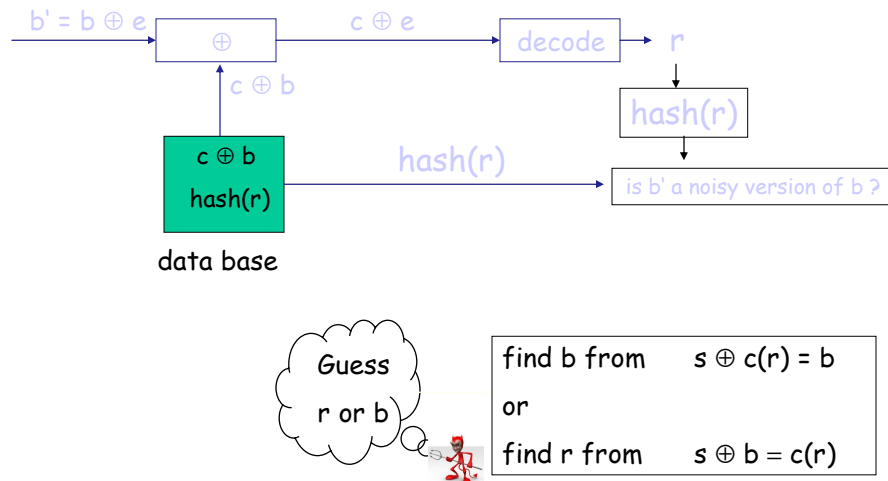 b' = b ⊕ e
⊕
c ⊕ e
decode
r
c ⊕ b
hash(r)
c ⊕ b
hash(r)
hash(r)
is b' a noisy version of b ?
data base
Guess
r or b
find b from s ⊕ c(r) = b
or
find r from s ⊕ b = c(r)